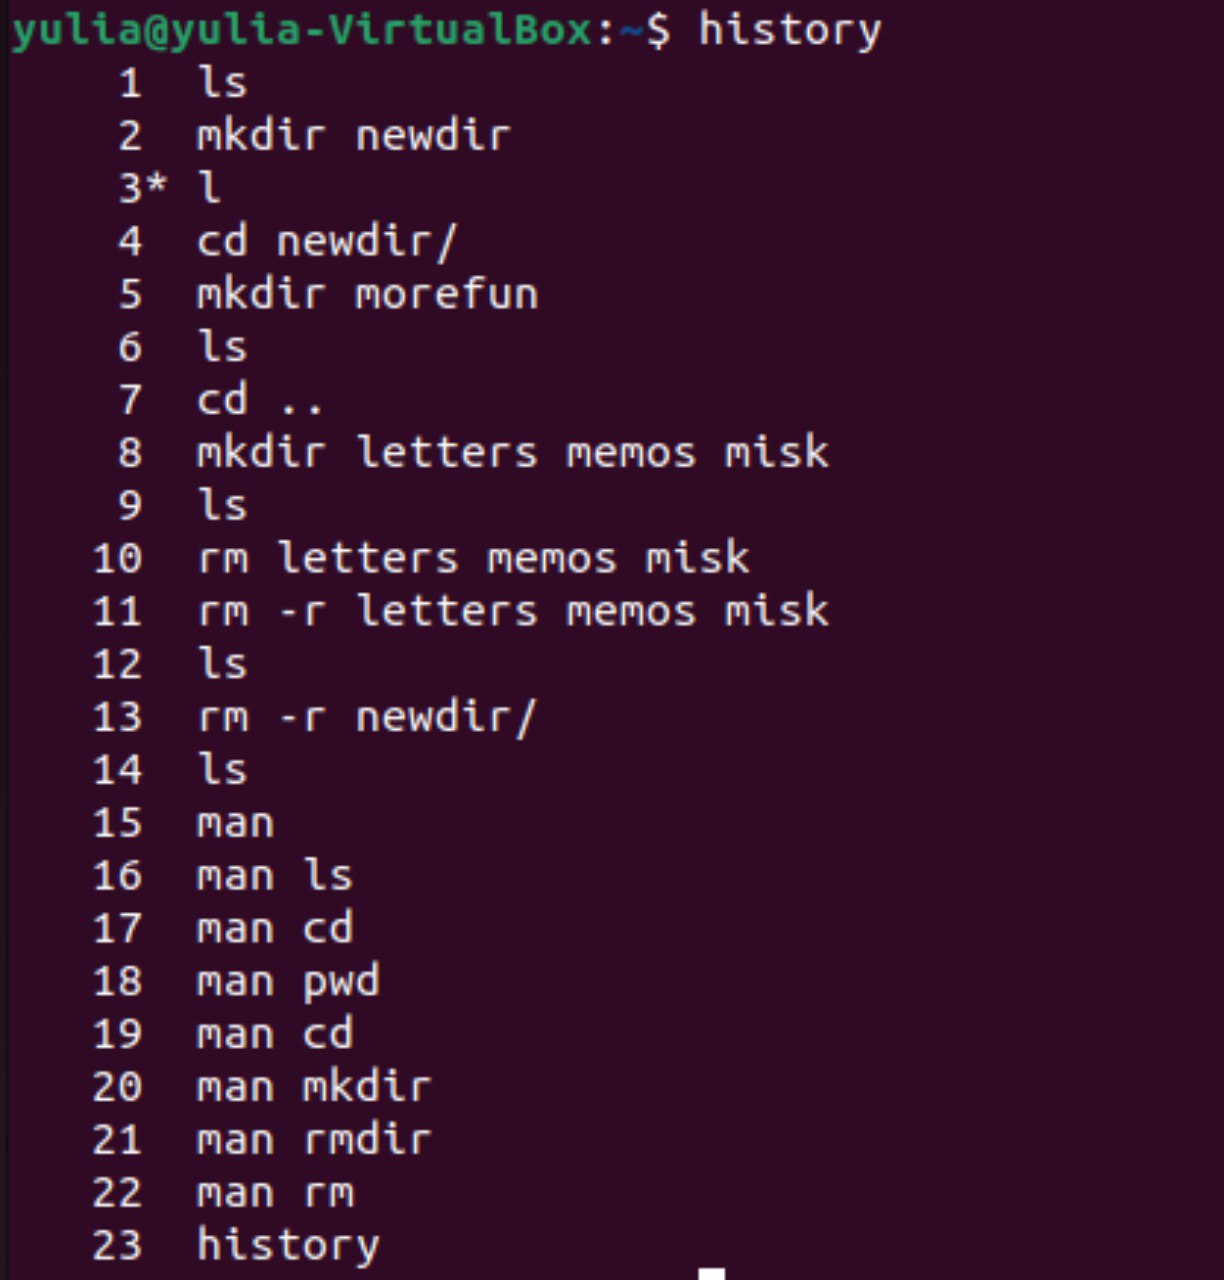 yulia@yulia-VirtualBox:~$ history
1 ls
2 mkdir newdir
3* l
4 cd newdir/
5 mkdir morefun
6 ls
7 cd ..
8 mkdir letters memos misk
9 ls
10 rm letters memos misk
11 rm -r letters memos misk
12 ls
13 rm -r newdir/
14 ls
15 man
16 man ls
17 man cd
18 man pwd
19 man cd
20 man mkdir
21 man rmdir
22 man rm
23 history